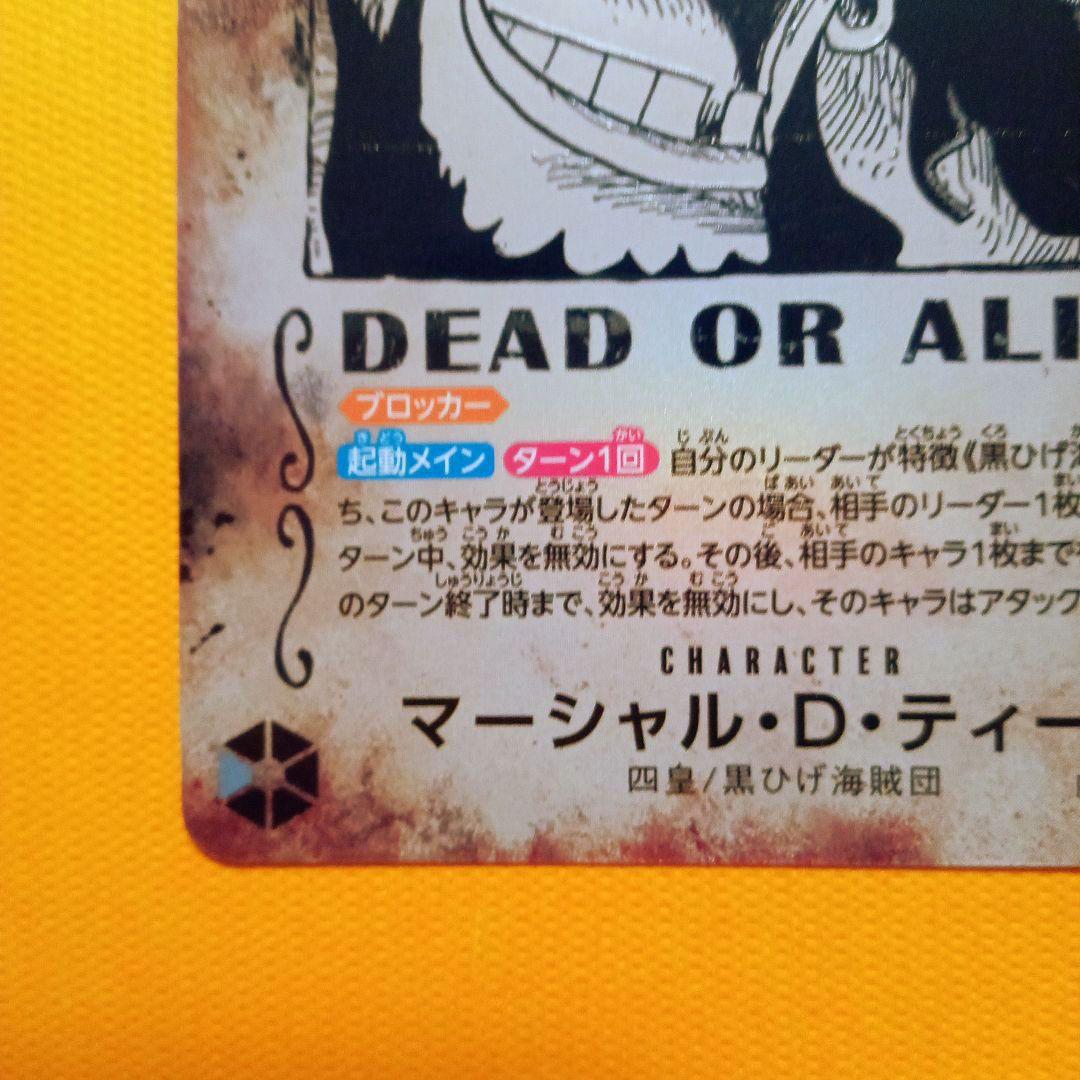 DEAD OR ALI
ブロッカー
起動メイン ターン1回 自分のリーダーが特徴《黒ひげ海
ち、このキャラが登場したターンの場合、相手のリーダー1枚
ターン中、効果を無効にする。その後、相手のキャラ1枚まで
のターン終了時まで、効果を無効にし、そのキャラはアタック
CHARACTER
マーシャル・D・ティー
四皇/黒ひげ海賊団